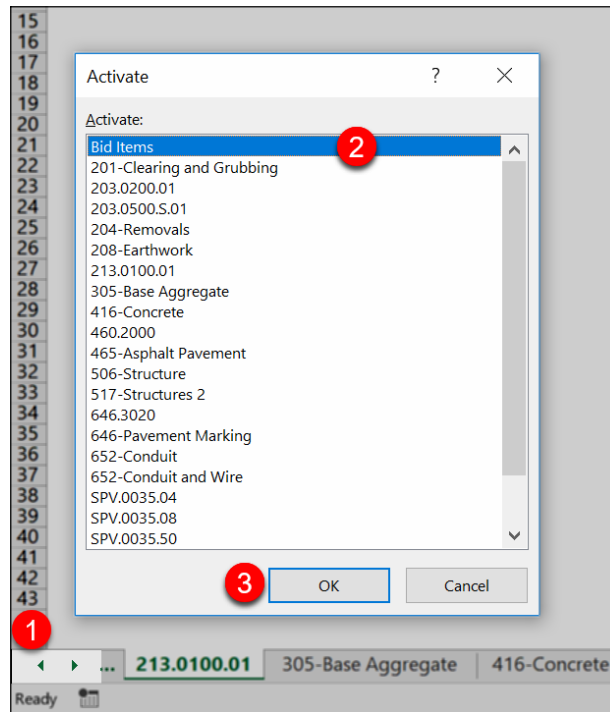 15
16
17
18
19
20
21
22
23
24
25
26
27
28
29
30
31
32
33
34
35
36
37
38
39
40
41
42
43
Activate ? ×
Activate:
Bid Items 2
201-Clearing and Grubbing
203.0200.01
203.0500.S.01
204-Removals
208-Earthwork
213.0100.01
305-Base Aggregate
416-Concrete
460.2000
465-Asphalt Pavement
506-Structure
517-Structures 2
646.3020
646-Pavement Marking
652-Conduit
652-Conduit and Wire
SPV.0035.04
SPV.0035.08
SPV.0035.50
3 OK Cancel
1
... 213.0100.01 305-Base Aggregate 416-Concrete
Ready